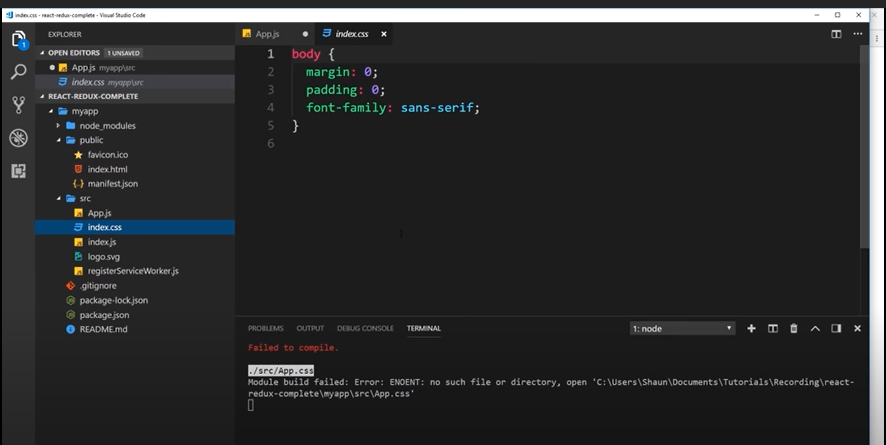 index.css - react-redux-complete - Visual Studio Code
EXPLORER
OPEN EDITORS 1 UNSAVED
App.js myapp\src
index.css myapp\src
REACT-REDUX-COMPLETE
myapp
node_modules
public
favicon.ico
index.html
manifest.json
src
App.js
index.css
index.js
logo.svg
registerServiceWorker.js
.gitignore
package-lock.json
package.json
README.md
1
App.js
index.css
1 body {
2 margin: 0;
3 padding: 0;
4 font-family: sans-serif;
5 }
6
PROBLEMS OUTPUT DEBUG CONSOLE TERMINAL
1: node
Failed to compile.
./src/App.css
Module build failed: Error: ENOENT: no such file or directory, open 'C:\Users\Shaun\Documents\Tutorials\Recording\react-
redux-complete\myapp\src\App.css'